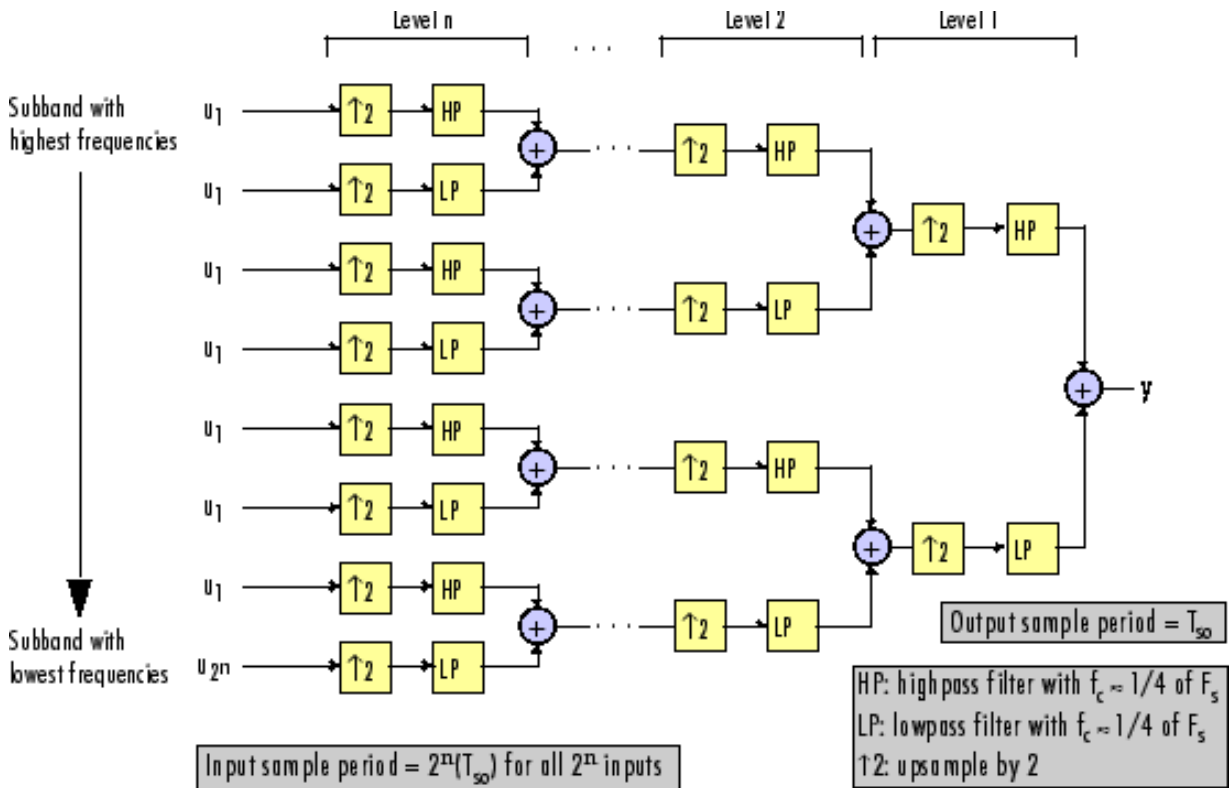 Level n
. . .
Level 2
Level 1
Subband with
highest frequencies
u1
↑2
HP
+
. . .
↑2
HP
u1
↑2
LP
+
↑2
HP
u1
↑2
HP
+
. . .
↑2
LP
u1
↑2
LP
+
y
u1
↑2
HP
+
. . .
↑2
HP
u1
↑2
LP
+
↑2
LP
u1
↑2
HP
+
. . .
↑2
LP
Subband with
lowest frequencies
u2n
↑2
LP
Output sample period = Tso
HP: highpass filter with fc ≈ 1/4 of Fs
LP: lowpass filter with fc ≈ 1/4 of Fs
↑2: upsample by 2
Input sample period = 2ⁿ(Tso) for all 2ⁿ inputs